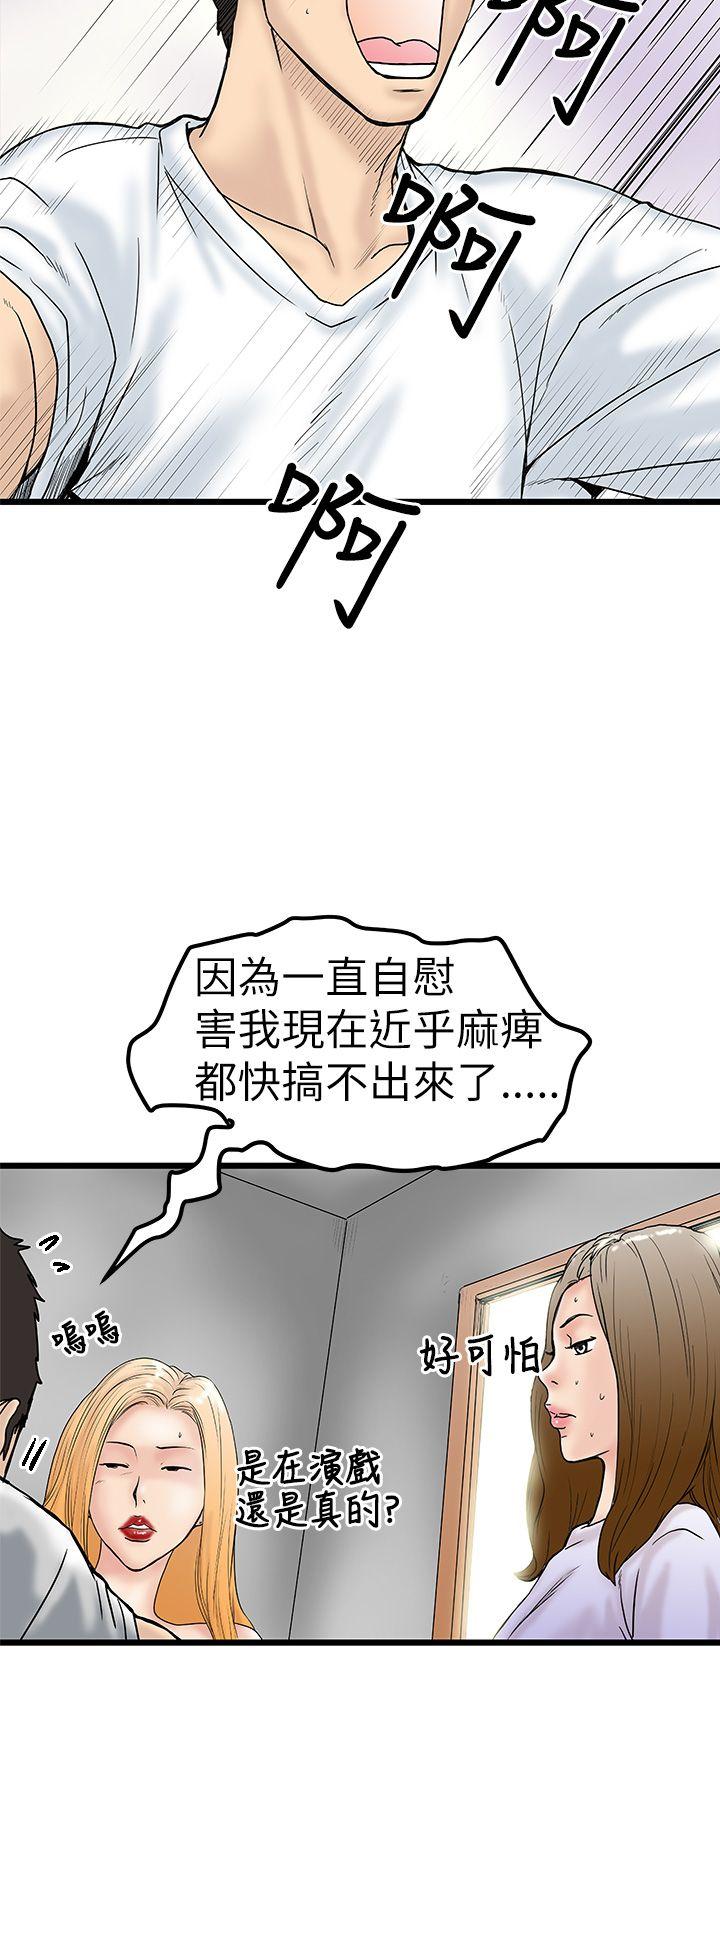 啊
啊
啊
因為一直自慰
害我現在近乎麻痺
都快搞不出來了.....
嗚嗚
好可怕
是在演戲
還是真的?